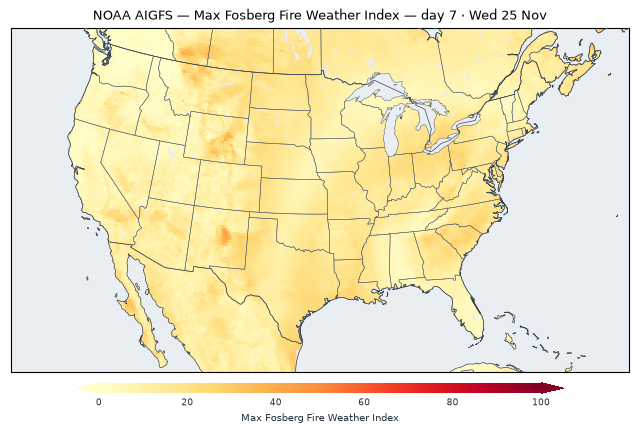 NOAA AIGFS — Max Fosberg Fire Weather Index — day 7 · Wed 25 Nov
0 20 40 60 80 100
Max Fosberg Fire Weather Index